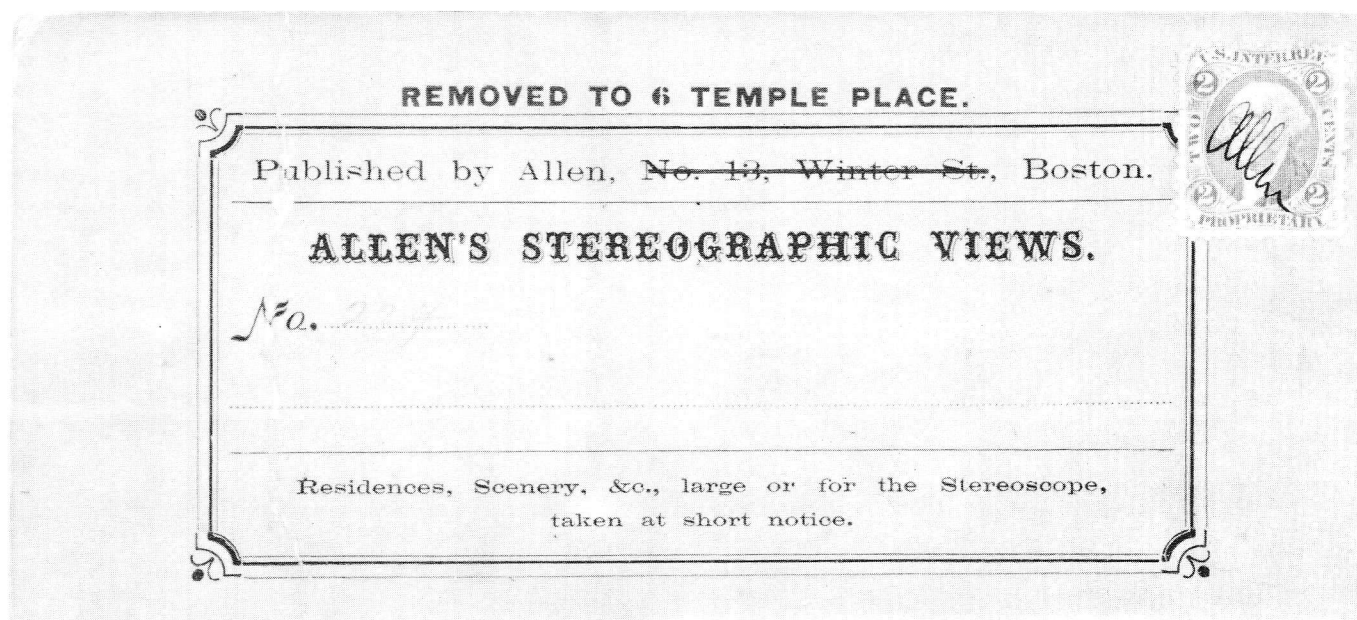 REMOVED TO 6 TEMPLE PLACE.
Published by Allen, No. 13, Winter St., Boston.
ALLEN'S STEREOGRAPHIC VIEWS.
No.
Residences, Scenery, &c., large or for the Stereoscope,
taken at short notice.
U.S. INTER. REV.
2 2
TWO CENTS
Allen
2 2
PROPRIETARY